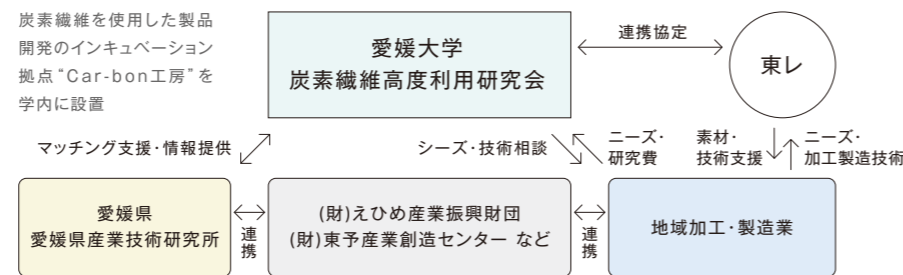 炭素繊維を使用した製品
開発のインキュベーション
拠点“Car-bon工房”を
学内に設置
愛媛大学
炭素繊維高度利用研究会
連携協定
東レ
マッチング支援・情報提供
シーズ・技術相談
ニーズ・
研究費
素材・
技術支援
ニーズ・
加工製造技術
愛媛県
愛媛県産業技術研究所
連携
(財)えひめ産業振興財団
(財)東予産業創造センター など
連携
地域加工・製造業